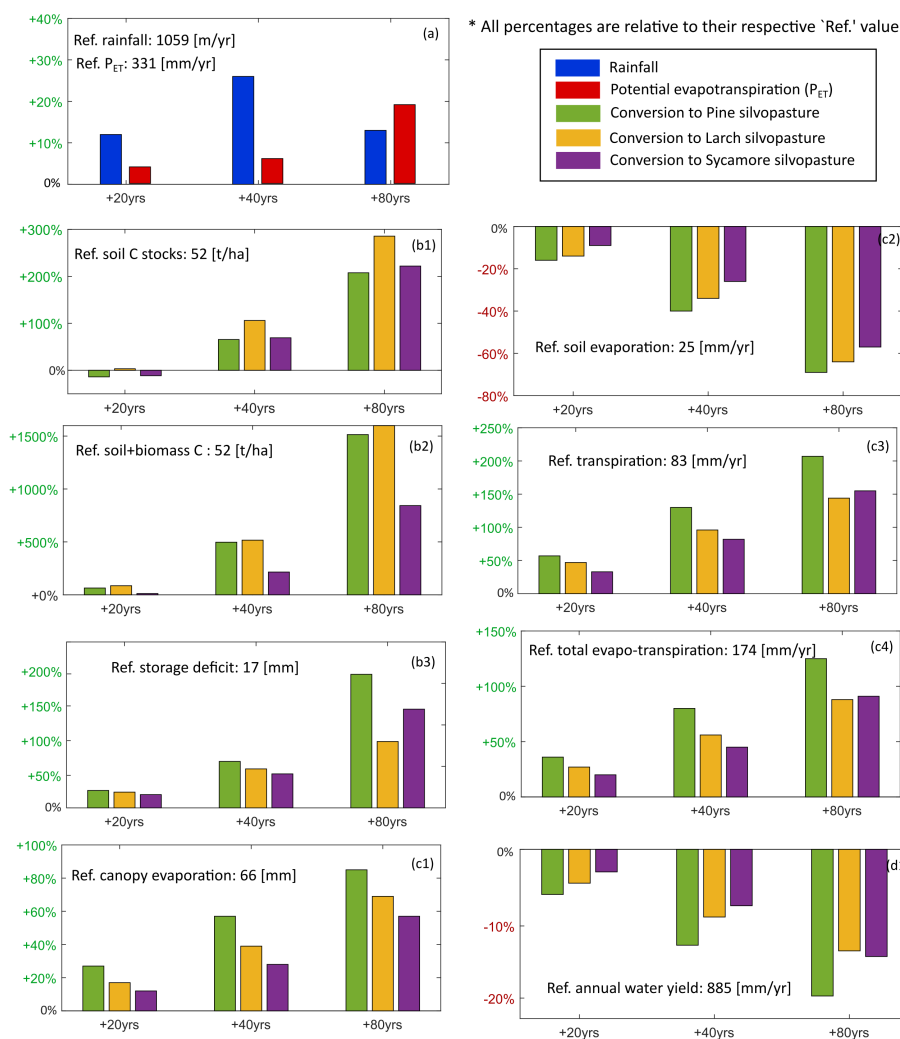 * All percentages are relative to their respective `Ref.' value
Rainfall
Potential evapotranspiration (PET)
Conversion to Pine silvopasture
Conversion to Larch silvopasture
Conversion to Sycamore silvopasture
(a)
Ref. rainfall: 1059 [m/yr]
Ref. PET: 331 [mm/yr]
+40%
+30%
+20%
+10%
0%
+20yrs
+40yrs
+80yrs
(b1)
Ref. soil C stocks: 52 [t/ha]
+300%
+200%
+100%
0%
+20yrs
+40yrs
+80yrs
(b2)
Ref. soil+biomass C : 52 [t/ha]
+1500%
+1000%
+500%
+0%
+20yrs
+40yrs
+80yrs
Ref. storage deficit: 17 [mm]
(b3)
+200%
+150%
+100%
+50%
0%
+20yrs
+40yrs
+80yrs
(c1)
Ref. canopy evaporation: 66 [mm]
+100%
+80%
+60%
+40%
+20%
0%
+20yrs
+40yrs
+80yrs
(c2)
0%
-20%
-40%
-60%
-80%
Ref. soil evaporation: 25 [mm/yr]
+20yrs
+40yrs
+80yrs
(c3)
Ref. transpiration: 83 [mm/yr]
+250%
+200%
+150%
+100%
+50%
0%
+20yrs
+40yrs
+80yrs
Ref. total evapo-transpiration: 174 [mm/yr]
(c4)
+150%
+100%
+50%
0%
+20yrs
+40yrs
+80yrs
0%
-10%
-20%
Ref. annual water yield: 885 [mm/yr]
+20yrs
+40yrs
+80yrs